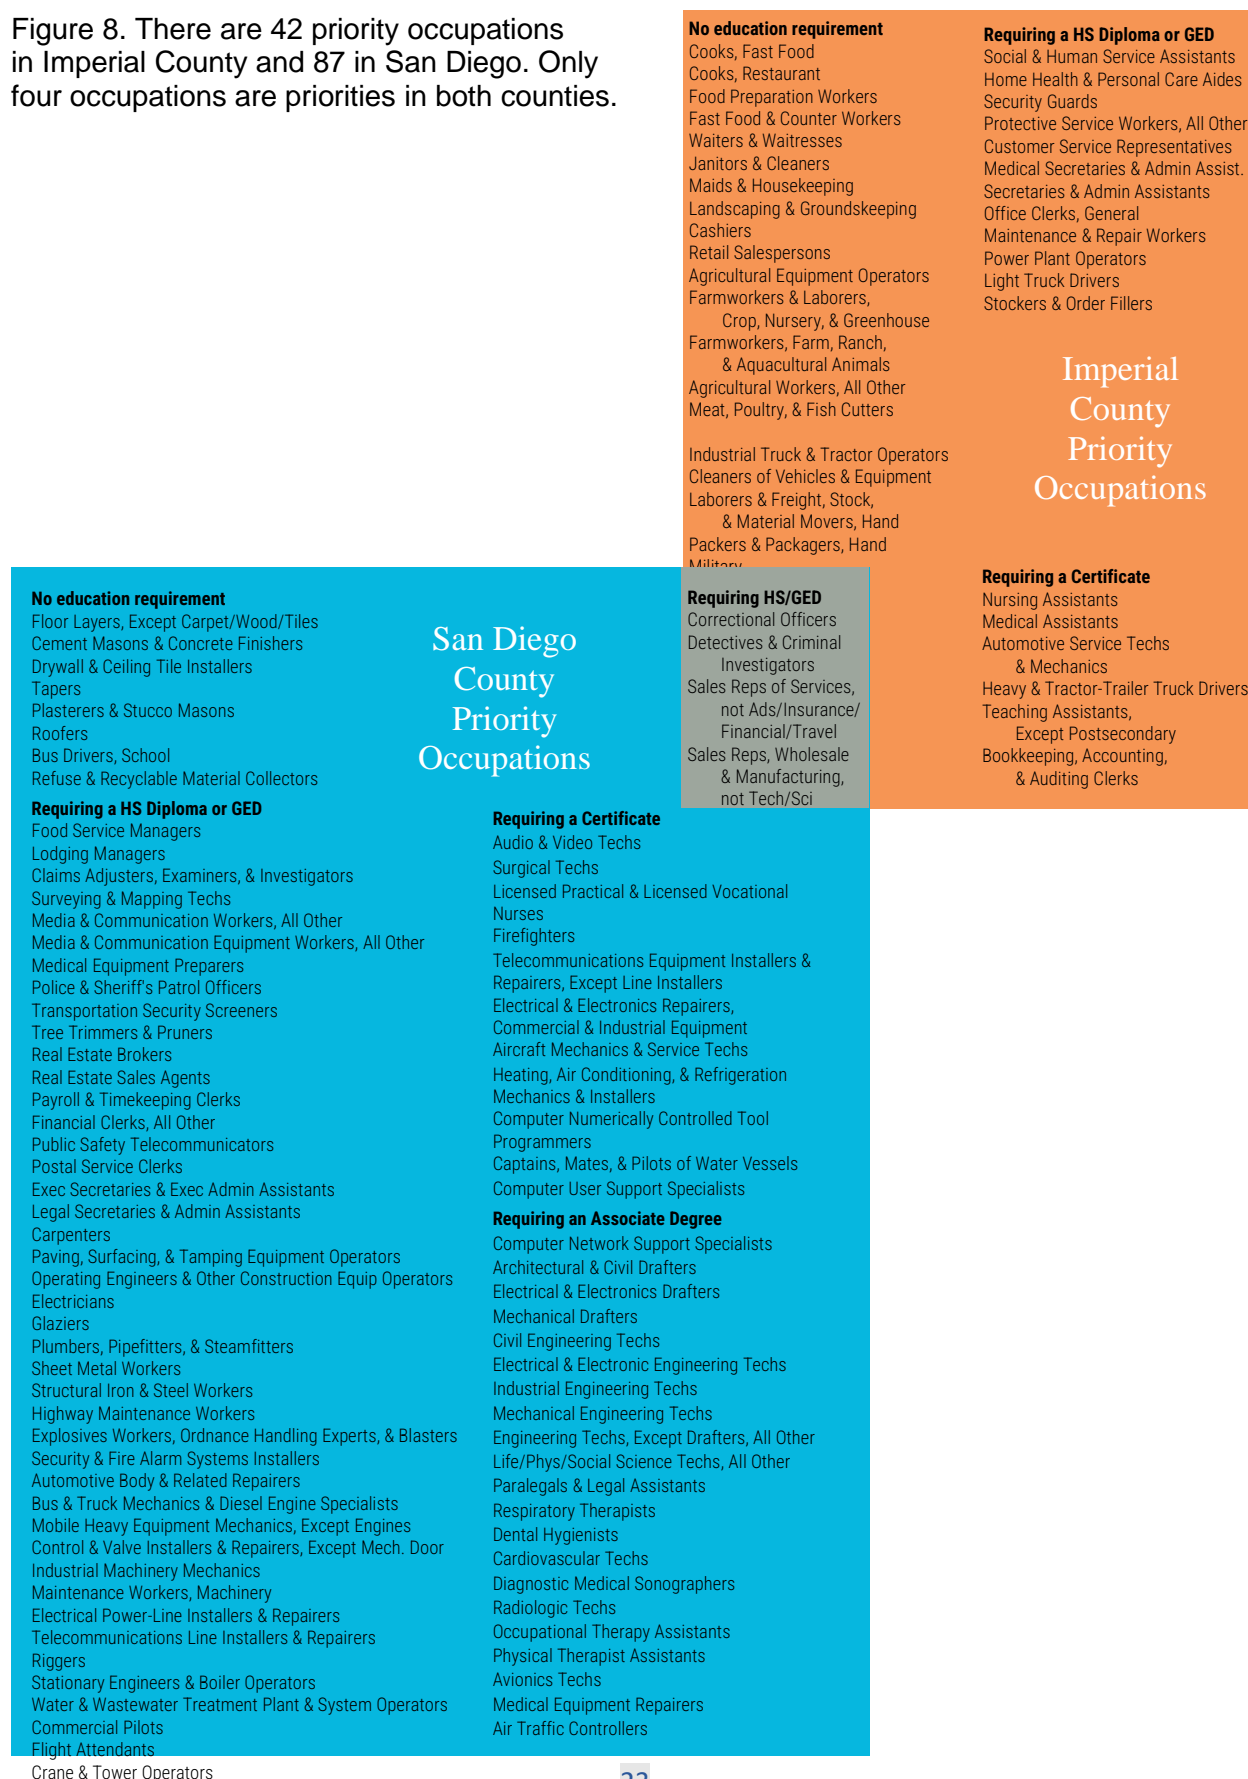 Figure 8. There are 42 priority occupations
in Imperial County and 87 in San Diego. Only
four occupations are priorities in both counties.
No education requirement
Cooks, Fast Food
Cooks, Restaurant
Food Preparation Workers
Fast Food & Counter Workers
Waiters & Waitresses
Janitors & Cleaners
Maids & Housekeeping
Landscaping & Groundskeeping
Cashiers
Retail Salespersons
Agricultural Equipment Operators
Farmworkers & Laborers,
Crop, Nursery, & Greenhouse
Farmworkers, Farm, Ranch,
& Aquacultural Animals
Agricultural Workers, All Other
Meat, Poultry, & Fish Cutters
Industrial Truck & Tractor Operators
Cleaners of Vehicles & Equipment
Laborers & Freight, Stock,
& Material Movers, Hand
Packers & Packagers, Hand
Military
Requiring a HS Diploma or GED
Social & Human Service Assistants
Home Health & Personal Care Aides
Security Guards
Protective Service Workers, All Other
Customer Service Representatives
Medical Secretaries & Admin Assist.
Secretaries & Admin Assistants
Office Clerks, General
Maintenance & Repair Workers
Power Plant Operators
Light Truck Drivers
Stockers & Order Fillers
Imperial
County
Priority
Occupations
Requiring a Certificate
Nursing Assistants
Medical Assistants
Automotive Service Techs
& Mechanics
Heavy & Tractor-Trailer Truck Drivers
Teaching Assistants,
Except Postsecondary
Bookkeeping, Accounting,
& Auditing Clerks
Requiring HS/GED
Correctional Officers
Detectives & Criminal
Investigators
Sales Reps of Services,
not Ads/Insurance/
Financial/Travel
Sales Reps, Wholesale
& Manufacturing,
not Tech/Sci
San Diego
County
Priority
Occupations
No education requirement
Floor Layers, Except Carpet/Wood/Tiles
Cement Masons & Concrete Finishers
Drywall & Ceiling Tile Installers
Tapers
Plasterers & Stucco Masons
Roofers
Bus Drivers, School
Refuse & Recyclable Material Collectors
Requiring a HS Diploma or GED
Food Service Managers
Lodging Managers
Claims Adjusters, Examiners, & Investigators
Surveying & Mapping Techs
Media & Communication Workers, All Other
Media & Communication Equipment Workers, All Other
Medical Equipment Preparers
Police & Sheriff's Patrol Officers
Transportation Security Screeners
Tree Trimmers & Pruners
Real Estate Brokers
Real Estate Sales Agents
Payroll & Timekeeping Clerks
Financial Clerks, All Other
Public Safety Telecommunicators
Postal Service Clerks
Exec Secretaries & Exec Admin Assistants
Legal Secretaries & Admin Assistants
Carpenters
Paving, Surfacing, & Tamping Equipment Operators
Operating Engineers & Other Construction Equip Operators
Electricians
Glaziers
Plumbers, Pipefitters, & Steamfitters
Sheet Metal Workers
Structural Iron & Steel Workers
Highway Maintenance Workers
Explosives Workers, Ordnance Handling Experts, & Blasters
Security & Fire Alarm Systems Installers
Automotive Body & Related Repairers
Bus & Truck Mechanics & Diesel Engine Specialists
Mobile Heavy Equipment Mechanics, Except Engines
Control & Valve Installers & Repairers, Except Mech. Door
Industrial Machinery Mechanics
Maintenance Workers, Machinery
Electrical Power-Line Installers & Repairers
Telecommunications Line Installers & Repairers
Riggers
Stationary Engineers & Boiler Operators
Water & Wastewater Treatment Plant & System Operators
Commercial Pilots
Flight Attendants
Crane & Tower Operators
Requiring a Certificate
Audio & Video Techs
Surgical Techs
Licensed Practical & Licensed Vocational
Nurses
Firefighters
Telecommunications Equipment Installers &
Repairers, Except Line Installers
Electrical & Electronics Repairers,
Commercial & Industrial Equipment
Aircraft Mechanics & Service Techs
Heating, Air Conditioning, & Refrigeration
Mechanics & Installers
Computer Numerically Controlled Tool
Programmers
Captains, Mates, & Pilots of Water Vessels
Computer User Support Specialists
Requiring an Associate Degree
Computer Network Support Specialists
Architectural & Civil Drafters
Electrical & Electronics Drafters
Mechanical Drafters
Civil Engineering Techs
Electrical & Electronic Engineering Techs
Industrial Engineering Techs
Mechanical Engineering Techs
Engineering Techs, Except Drafters, All Other
Life/Phys/Social Science Techs, All Other
Paralegals & Legal Assistants
Respiratory Therapists
Dental Hygienists
Cardiovascular Techs
Diagnostic Medical Sonographers
Radiologic Techs
Occupational Therapy Assistants
Physical Therapist Assistants
Avionics Techs
Medical Equipment Repairers
Air Traffic Controllers